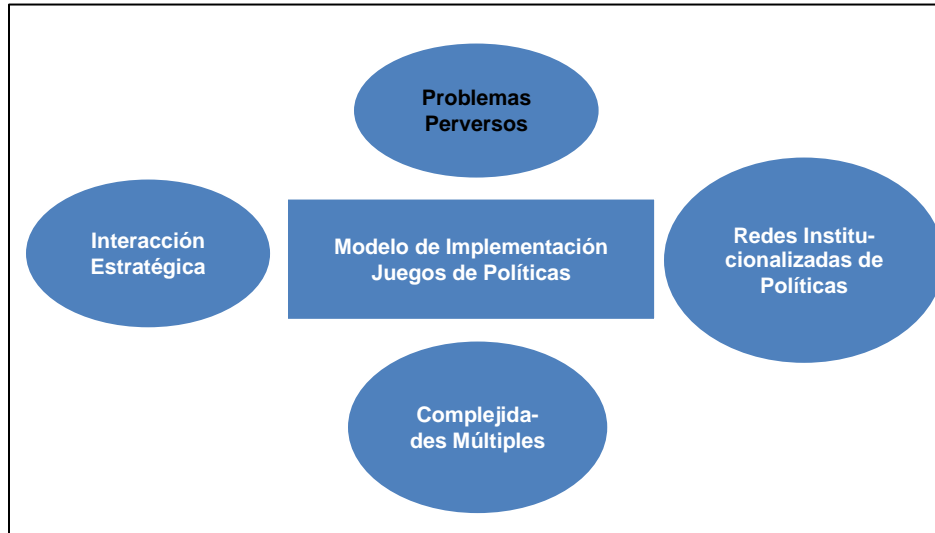 Problemas
Perversos
Interacción
Estratégica
Modelo de Implementación
Juegos de Políticas
Redes Institu-
cionalizadas de
Políticas
Complejida-
des Múltiples